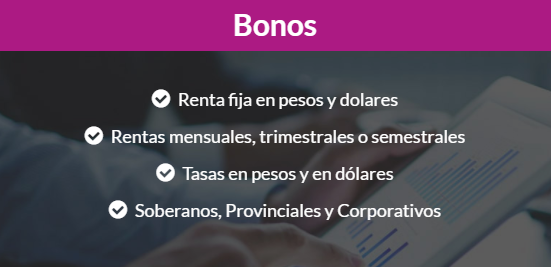 Bonos
Renta fija en pesos y dolares
Rentas mensuales, trimestrales o semestrales
Tasas en pesos y en dólares
Soberanos, Provinciales y Corporativos